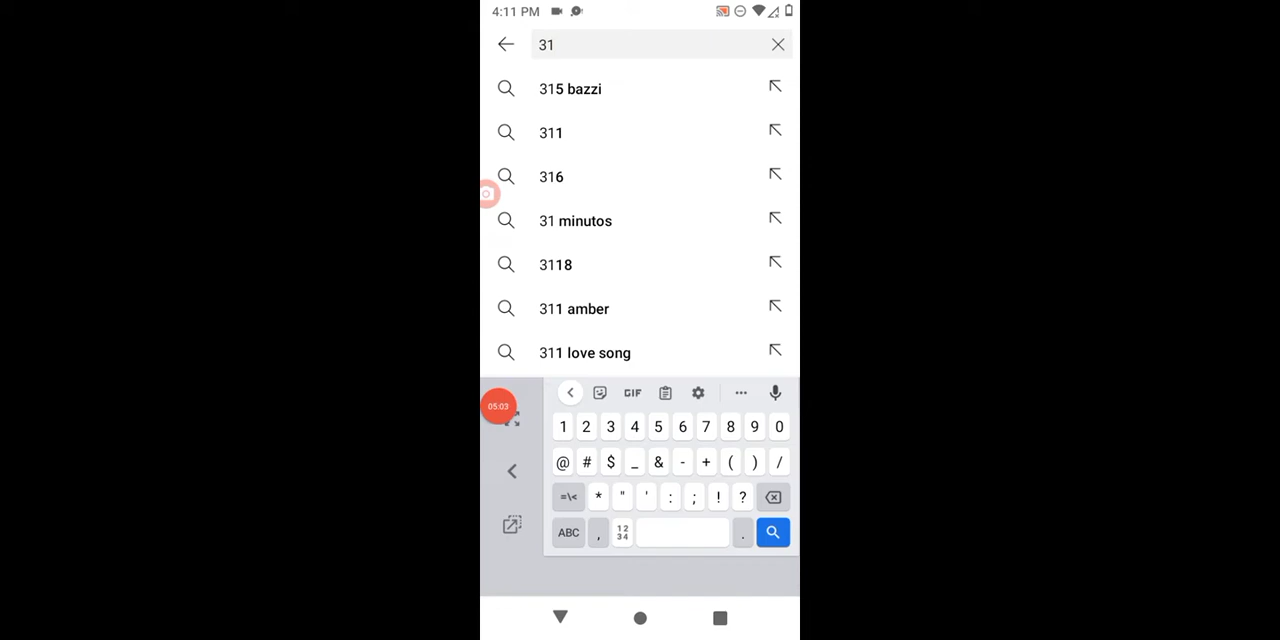 4:11 PM
31
315 bazzi
311
316
31 minutos
3118
311 amber
311 love song
05:03
GIF
1 2 3 4 5 6 7 8 9 0
@ # $ _ & - + ( ) /
=\< * " ' : ; ! ?
ABC , 12 34 .